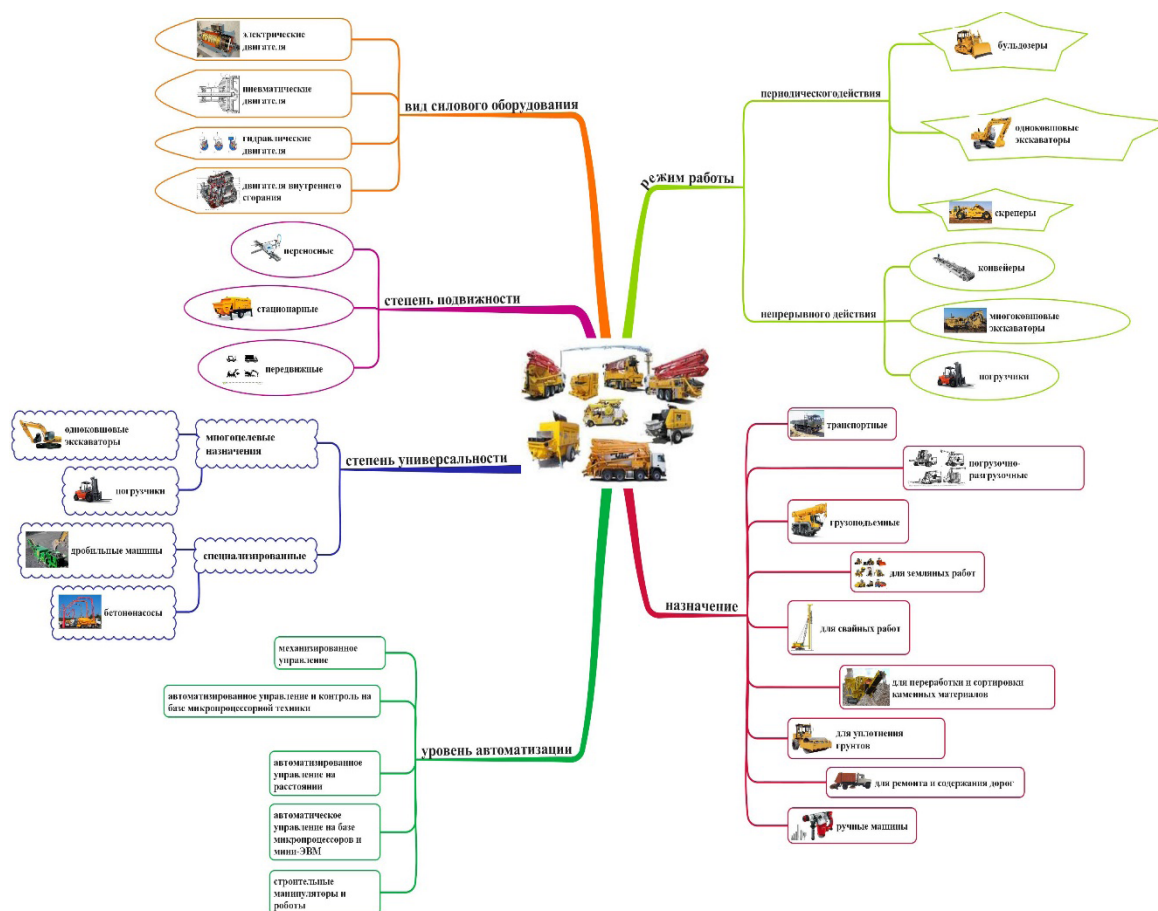 электрические
двигателя
пневматические
двигателя
гидравлические
двигателя
двигателя внутреннего
сгорания
вид силового оборудования
переносные
стационарные
передвижные
степень подвижности
одноковшовые
экскаваторы
погрузчики
многоцелевые
назначения
дробильные машины
бетононасосы
специализированные
степень универсальности
механизированное
управление
автоматизированное управление и контроль на
базе микропроцессорной техники
автоматизированное
управление на
расстоянии
автоматическое
управление на базе
микропроцессоров и
мини-ЭВМ
строительные
манипуляторы и
роботы
уровень автоматизации
режим работы
периодическогодействия
бульдозеры
одноковшовые
экскаваторы
скреперы
непрерывного действия
конвейеры
многоковшовые
экскаваторы
погрузчики
назначение
транспортные
погрузочно-
разгрузочные
грузоподъемные
для земляных работ
для свайных работ
для переработки и сортировки
каменных материалов
для уплотнения
грунтов
для ремонта и содержания дорог
ручные машины